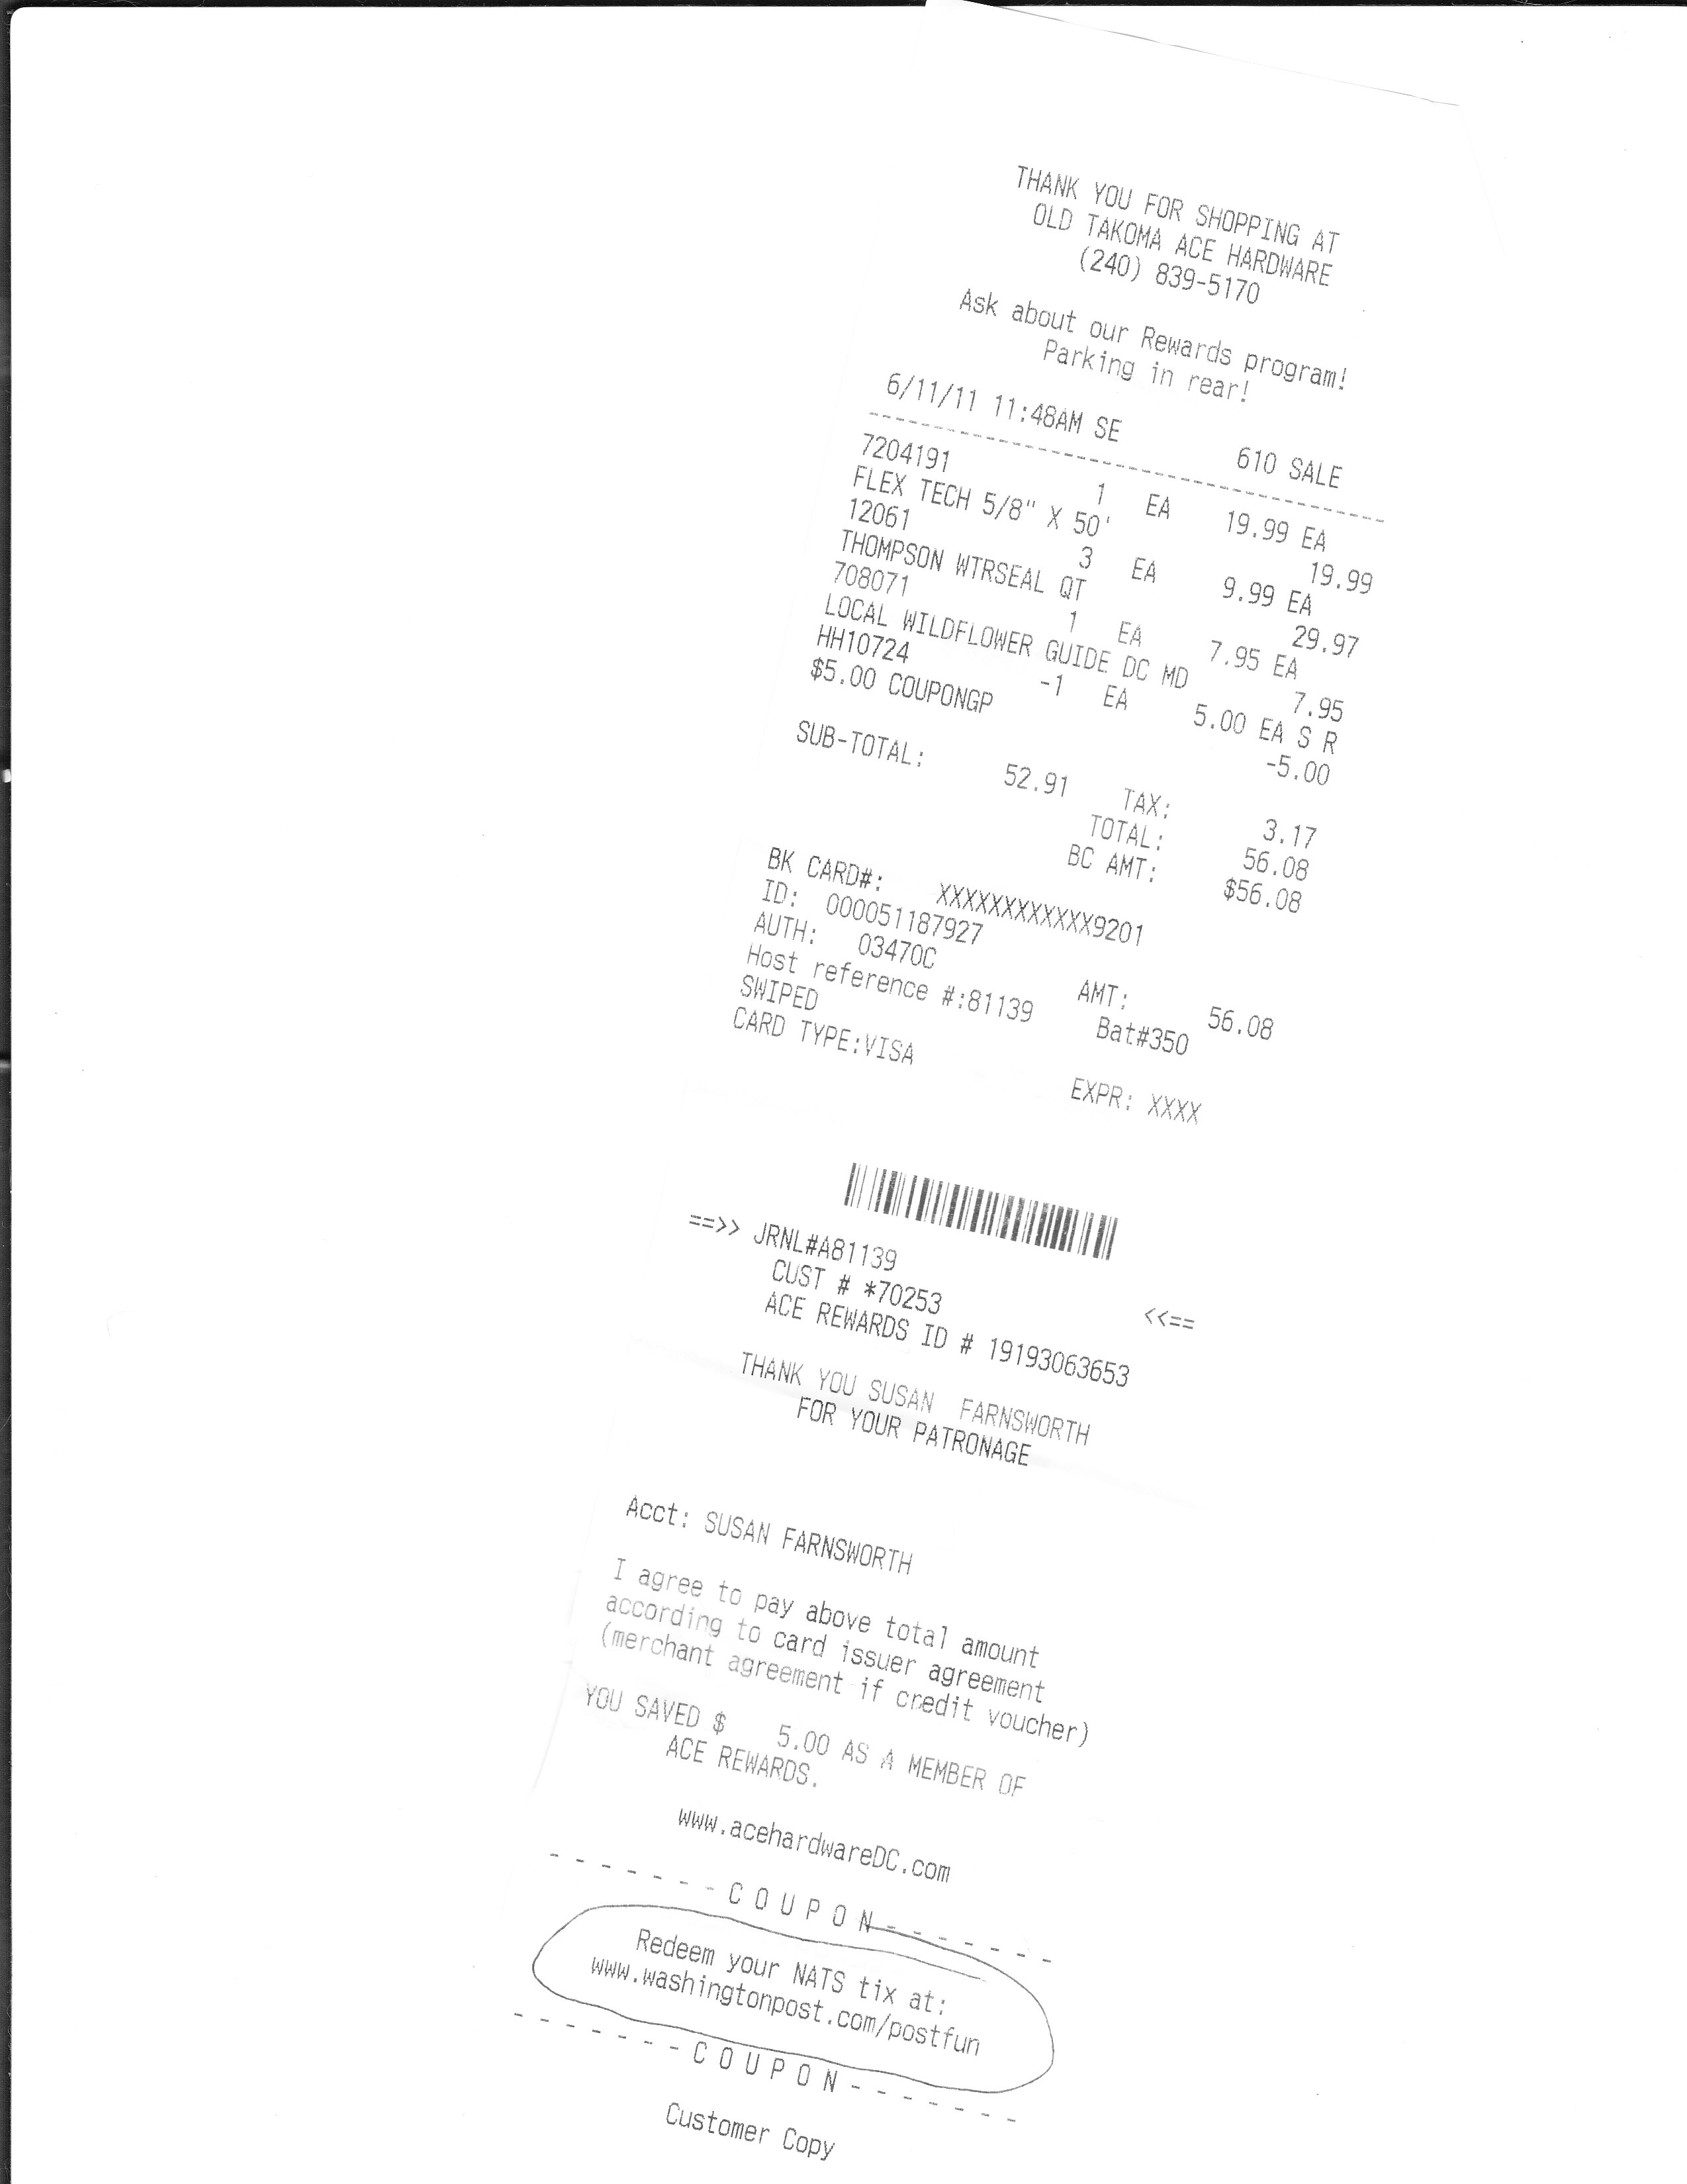 THANK YOU FOR SHOPPING AT
OLD TAKOMA ACE HARDWARE
(240) 839-5170
Ask about our Rewards program!
Parking in rear!
6/11/11 11:48AM SE 610 SALE
7204191 1 EA 19.99 EA
FLEX TECH 5/8" X 50' 19.99
12061 3 EA 9.99 EA
THOMPSON WTRSEAL QT 29.97
708071 1 EA 7.95 EA
LOCAL WILDFLOWER GUIDE DC MD 7.95
HH10724 -1 EA 5.00 EA S R
$5.00 COUPONGP -5.00
SUB-TOTAL: 52.91 TAX: 3.17
TOTAL: 56.08
BC AMT: $56.08
BK CARD#: XXXXXXXXXXXX9201
ID: 000051187927
AUTH: 03470C AMT: 56.08
Host reference #:81139 Bat#350
SWIPED
CARD TYPE:VISA EXPR: XXXX
==>> JRNL#A81139 <<==
CUST # *70253
ACE REWARDS ID # 19193063653
THANK YOU SUSAN FARNSWORTH
FOR YOUR PATRONAGE
Acct: SUSAN FARNSWORTH
I agree to pay above total amount
according to card issuer agreement
(merchant agreement if credit voucher)
YOU SAVED $ 5.00 AS A MEMBER OF
ACE REWARDS.
www.acehardwareDC.com
- - - - - - - C O U P O N - - - - - - -
Redeem your NATS tix at:
www.washingtonpost.com/postfun
- - - - - - - C O U P O N - - - - - - -
Customer Copy